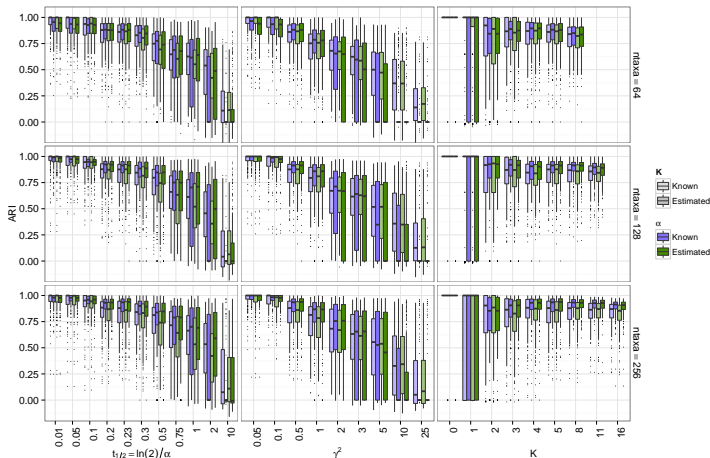 1.00
0.75
0.50
0.25
0.00
ntaxa = 64
1.00
0.75
0.50
0.25
0.00
ntaxa = 128
1.00
0.75
0.50
0.25
0.00
ntaxa = 256
ARI
0.01 0.05 0.1 0.2 0.23 0.3 0.5 0.75 1 2 10
0.05 0.1 0.5 1 2 3 5 10 25
0 1 2 3 4 5 8 11 16
t1/2 = ln(2)/α
γ²
K
K
Known
Estimated
α
Known
Estimated